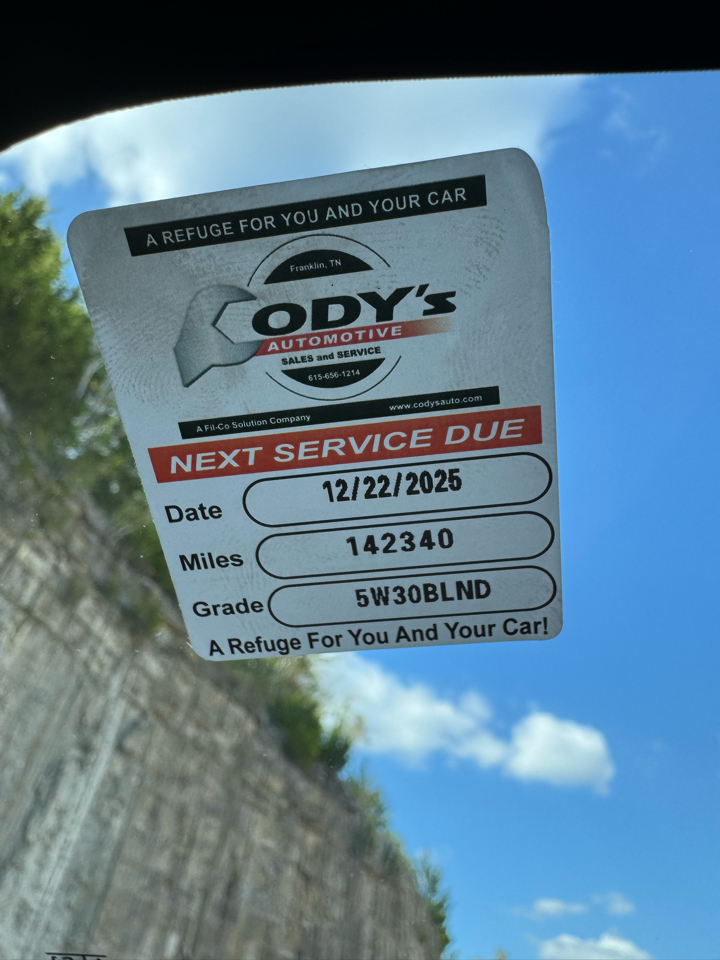 A REFUGE FOR YOU AND YOUR CAR
Franklin, TN
CODY's
AUTOMOTIVE
SALES and SERVICE
615-656-1214
A Fil-Co Solution Company www.codysauto.com
NEXT SERVICE DUE
Date 12/22/2025
Miles 142340
Grade 5W30BLND
A Refuge For You And Your Car!